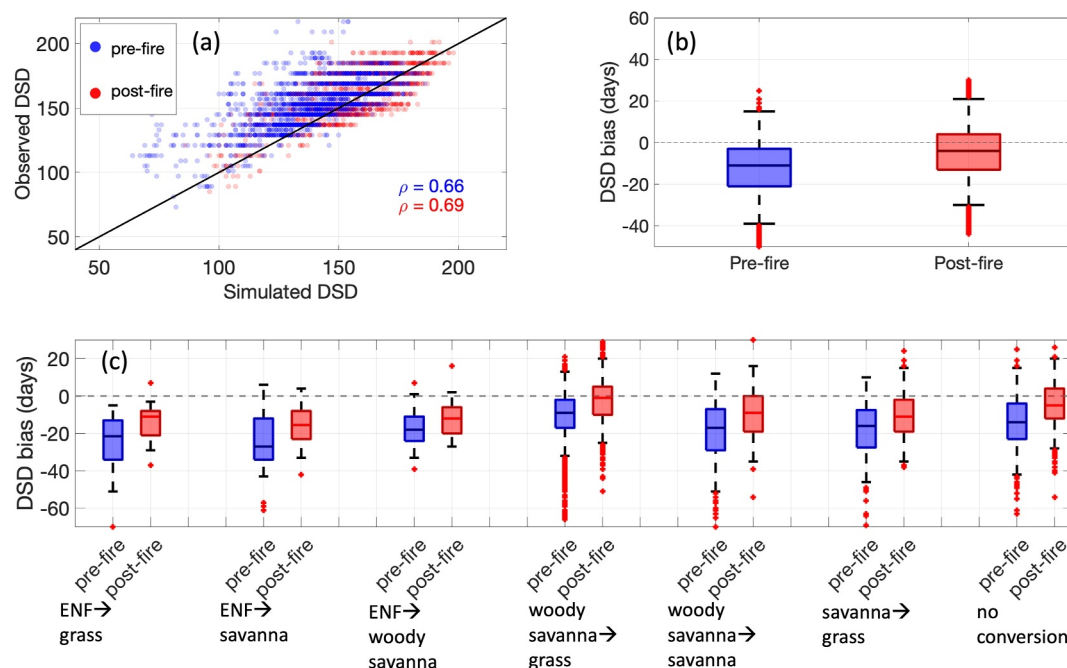 (a)
pre-fire
post-fire
Observed DSD
200
150
100
50
ρ = 0.66
ρ = 0.69
50
100
150
200
Simulated DSD
(b)
DSD bias (days)
60
40
20
0
-20
-40
Pre-fire
Post-fire
(c)
DSD bias (days)
20
0
-20
-40
-60
pre-fire
post-fire
pre-fire
post-fire
pre-fire
post-fire
pre-fire
post-fire
pre-fire
post-fire
pre-fire
post-fire
pre-fire
post-fire
ENF→
grass
ENF→
savanna
ENF→
woody
savanna
woody
savanna→
grass
woody
savanna→
savanna
savanna→
grass
no
conversion